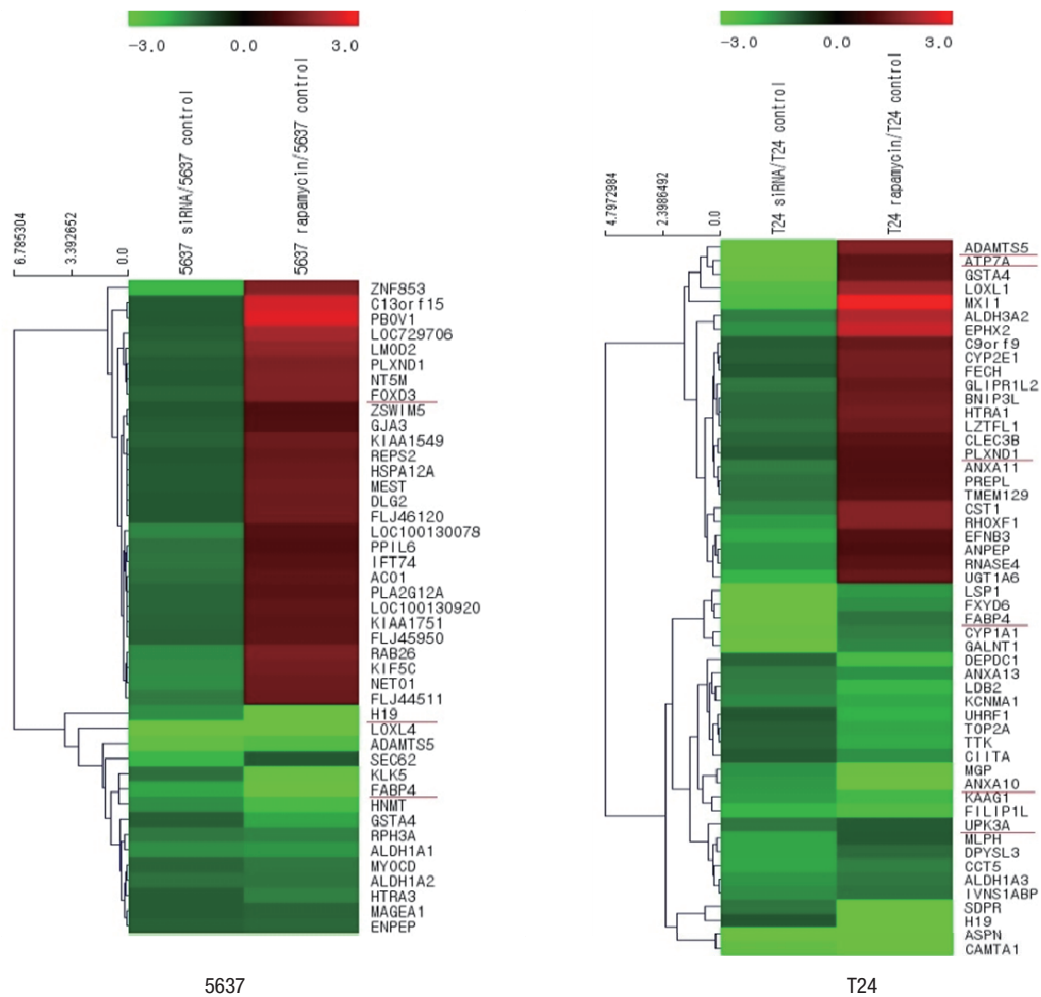 -3.0 0.0 3.0
6.785304
3.392652
0.0
5637 siRNA/5637 control
5637 rapamycin/5637 control
ZNF853
C13orf15
PBOV1
LOC729706
LMOD2
PLXND1
NT5M
FOXD3
ZSWIM5
GJA3
KIAA1549
REPS2
HSPA12A
MEST
DLG2
FLJ46120
LOC100130078
PPIL6
IFT74
ACO1
PLA2G12A
LOC100130920
KIAA1751
FLJ45950
RAB26
KIF5C
NETO1
FLJ44511
H19
LOXL4
ADAMTS5
SEC62
KLK5
FABP4
HNMT
GSTA4
RPH3A
ALDH1A1
MYOCD
ALDH1A2
HTRA3
MAGEA1
ENPEP
5637
-3.0 0.0 3.0
4.7972984
2.3986492
0.0
T24 siRNA/T24 control
T24 rapamycin/T24 control
ADAMTS5
ATP7A
GSTA4
LOXL1
MXI1
ALDH3A2
EPHX2
C9orf9
CYP2E1
FECH
GLIPR1L2
BNIP3L
HTRA1
LZTFL1
CLEC3B
PLXND1
ANXA11
PREPL
TMEM129
CST1
RHOXF1
EFNB3
ANPEP
RNASE4
UGT1A6
LSP1
FXYD6
FABP4
CYP1A1
GALNT1
DEPDC1
ANXA13
LDB2
KCNMA1
UHRF1
TOP2A
TTK
CIITA
MGP
ANXA10
KAAG1
FILIP1L
UPK3A
MLPH
DPYSL3
CCT5
ALDH1A3
IVNS1ABP
SDPR
H19
ASPN
CAMTA1
T24